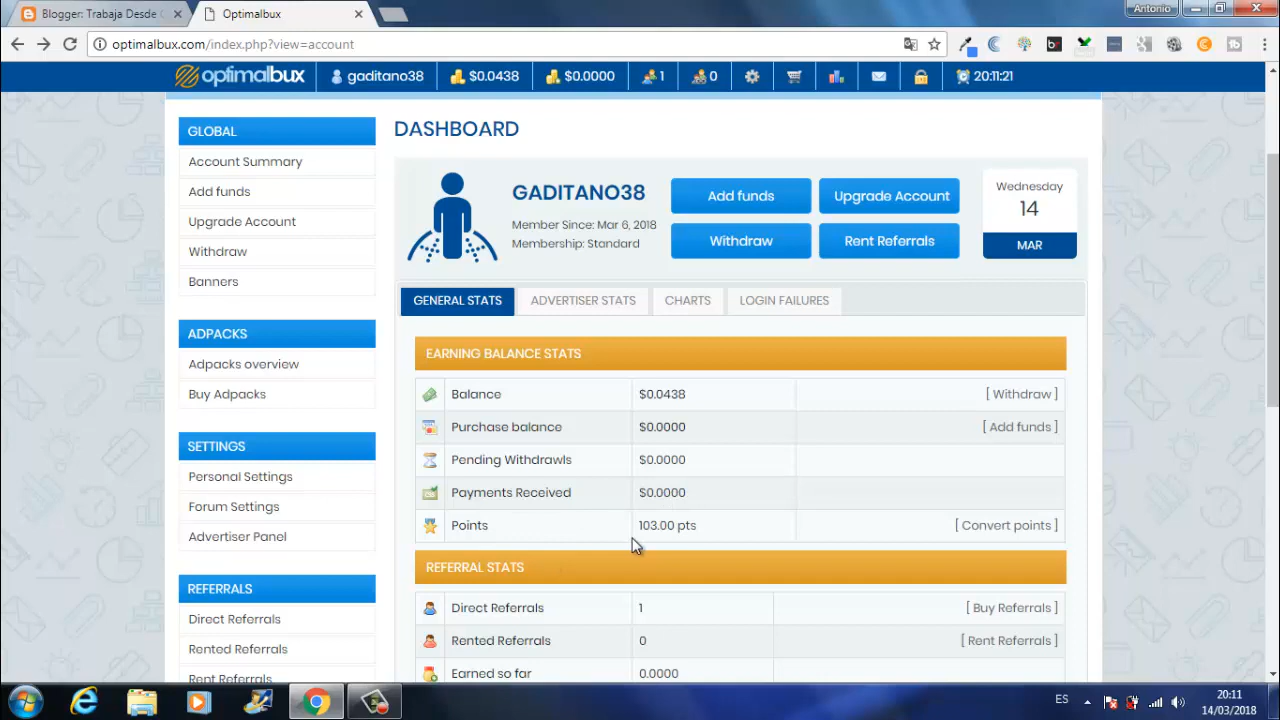 Blogger: Trabaja Desde
Optimalbux
Antonio
optimalbux.com/index.php?view=account
optimalbux
gaditano38
$0.0438
$0.0000
1
0
20:11:21
GLOBAL
Account Summary
Add funds
Upgrade Account
Withdraw
Banners
ADPACKS
Adpacks overview
Buy Adpacks
SETTINGS
Personal Settings
Forum Settings
Advertiser Panel
REFERRALS
Direct Referrals
Rented Referrals
Rent Referrals
DASHBOARD
GADITANO38
Member Since: Mar 6, 2018
Membership: Standard
Add funds
Upgrade Account
Withdraw
Rent Referrals
Wednesday
14
MAR
GENERAL STATS
ADVERTISER STATS
CHARTS
LOGIN FAILURES
EARNING BALANCE STATS
Balance $0.0438 [ Withdraw ]
Purchase balance $0.0000 [ Add funds ]
Pending Withdrawls $0.0000
Payments Received $0.0000
Points 103.00 pts [ Convert points ]
REFERRAL STATS
Direct Referrals 1 [ Buy Referrals ]
Rented Referrals 0 [ Rent Referrals ]
Earned so far 0.0000
ES
20:11
14/03/2018